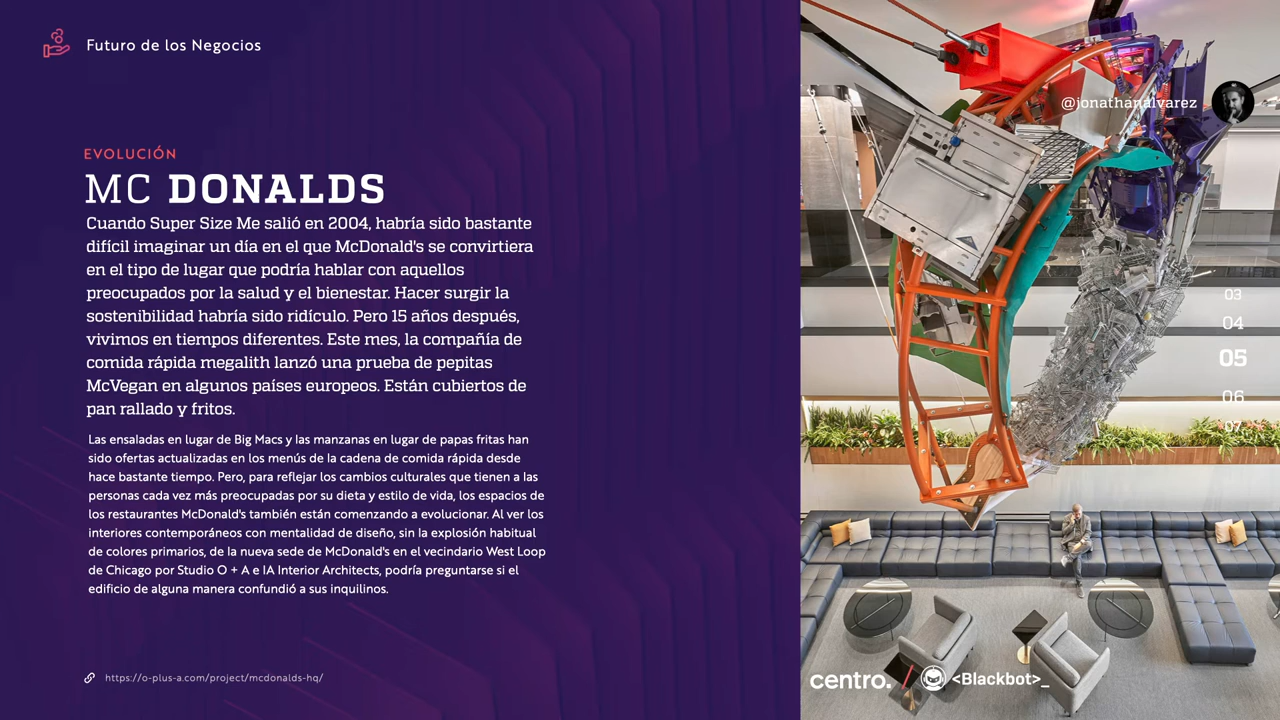 Futuro de los Negocios
@jonathanalvarez
EVOLUCIÓN
MC DONALDS
Cuando Super Size Me salió en 2004, habría sido bastante
difícil imaginar un día en el que McDonald's se convirtiera
en el tipo de lugar que podría hablar con aquellos
preocupados por la salud y el bienestar. Hacer surgir la
sostenibilidad habría sido ridículo. Pero 15 años después,
vivimos en tiempos diferentes. Este mes, la compañía de
comida rápida megalith lanzó una prueba de pepitas
McVegan en algunos países europeos. Están cubiertos de
pan rallado y fritos.
Las ensaladas en lugar de Big Macs y las manzanas en lugar de papas fritas han
sido ofertas actualizadas en los menús de la cadena de comida rápida desde
hace bastante tiempo. Pero, para reflejar los cambios culturales que tienen a las
personas cada vez más preocupadas por su dieta y estilo de vida, los espacios de
los restaurantes McDonald's también están comenzando a evolucionar. Al ver los
interiores contemporáneos con mentalidad de diseño, sin la explosión habitual
de colores primarios, de la nueva sede de McDonald's en el vecindario West Loop
de Chicago por Studio O + A e IA Interior Architects, podría preguntarse si el
edificio de alguna manera confundió a sus inquilinos.
https://o-plus-a.com/project/mcdonalds-hq/
03
04
05
06
07
centro.
<Blackbot>_